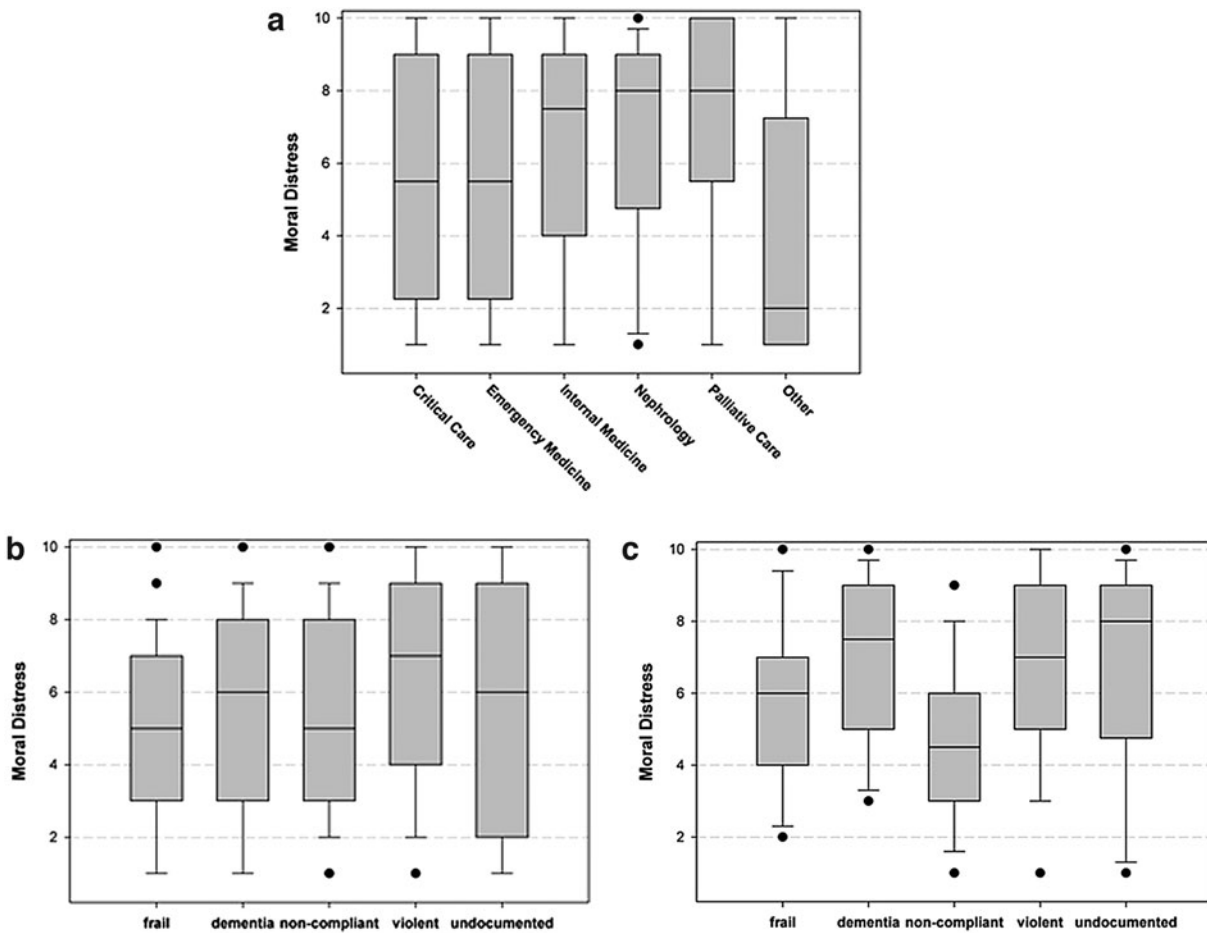 a
10
8
6
4
2
Moral Distress
Critical Care
Emergency Medicine
Internal Medicine
Nephrology
Palliative Care
Other
b
10
8
6
4
2
Moral Distress
frail dementia non-compliant violent undocumented
c
10
8
6
4
2
Moral Distress
frail dementia non-compliant violent undocumented